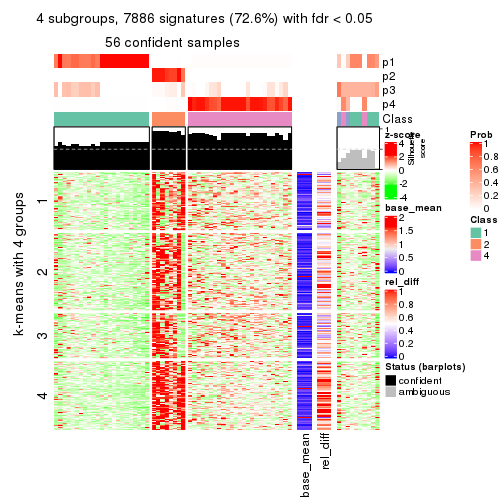 4 subgroups, 7886 signatures (72.6%) with fdr < 0.05
56 confident samples
p1
p2
p3
p4
Class
1
0
Silhouette
score
k-means with 4 groups
1
2
3
4
base_mean
rel_diff
z-score
4
2
0
-2
-4
base_mean
2
1.5
1
0.5
0
rel_diff
1
0.8
0.6
0.4
0.2
0
Status (barplots)
confident
ambiguous
Prob
1
0.8
0.6
0.4
0.2
0
Class
1
2
4